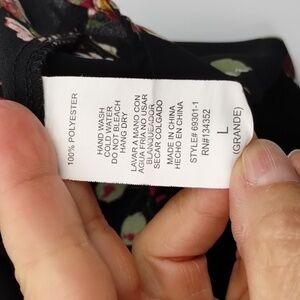 100% POLYESTER
HAND WASH
COLD WATER
DO NOT BLEACH
HANG DRY
LAVAR A MANO CON
AGUA FRIA NO USAR
BLANQUEADOR
SECAR COLGADO
MADE IN CHINA
HECHO EN CHINA
STYLE# 69301-1
RN#134352
L
(GRANDE)